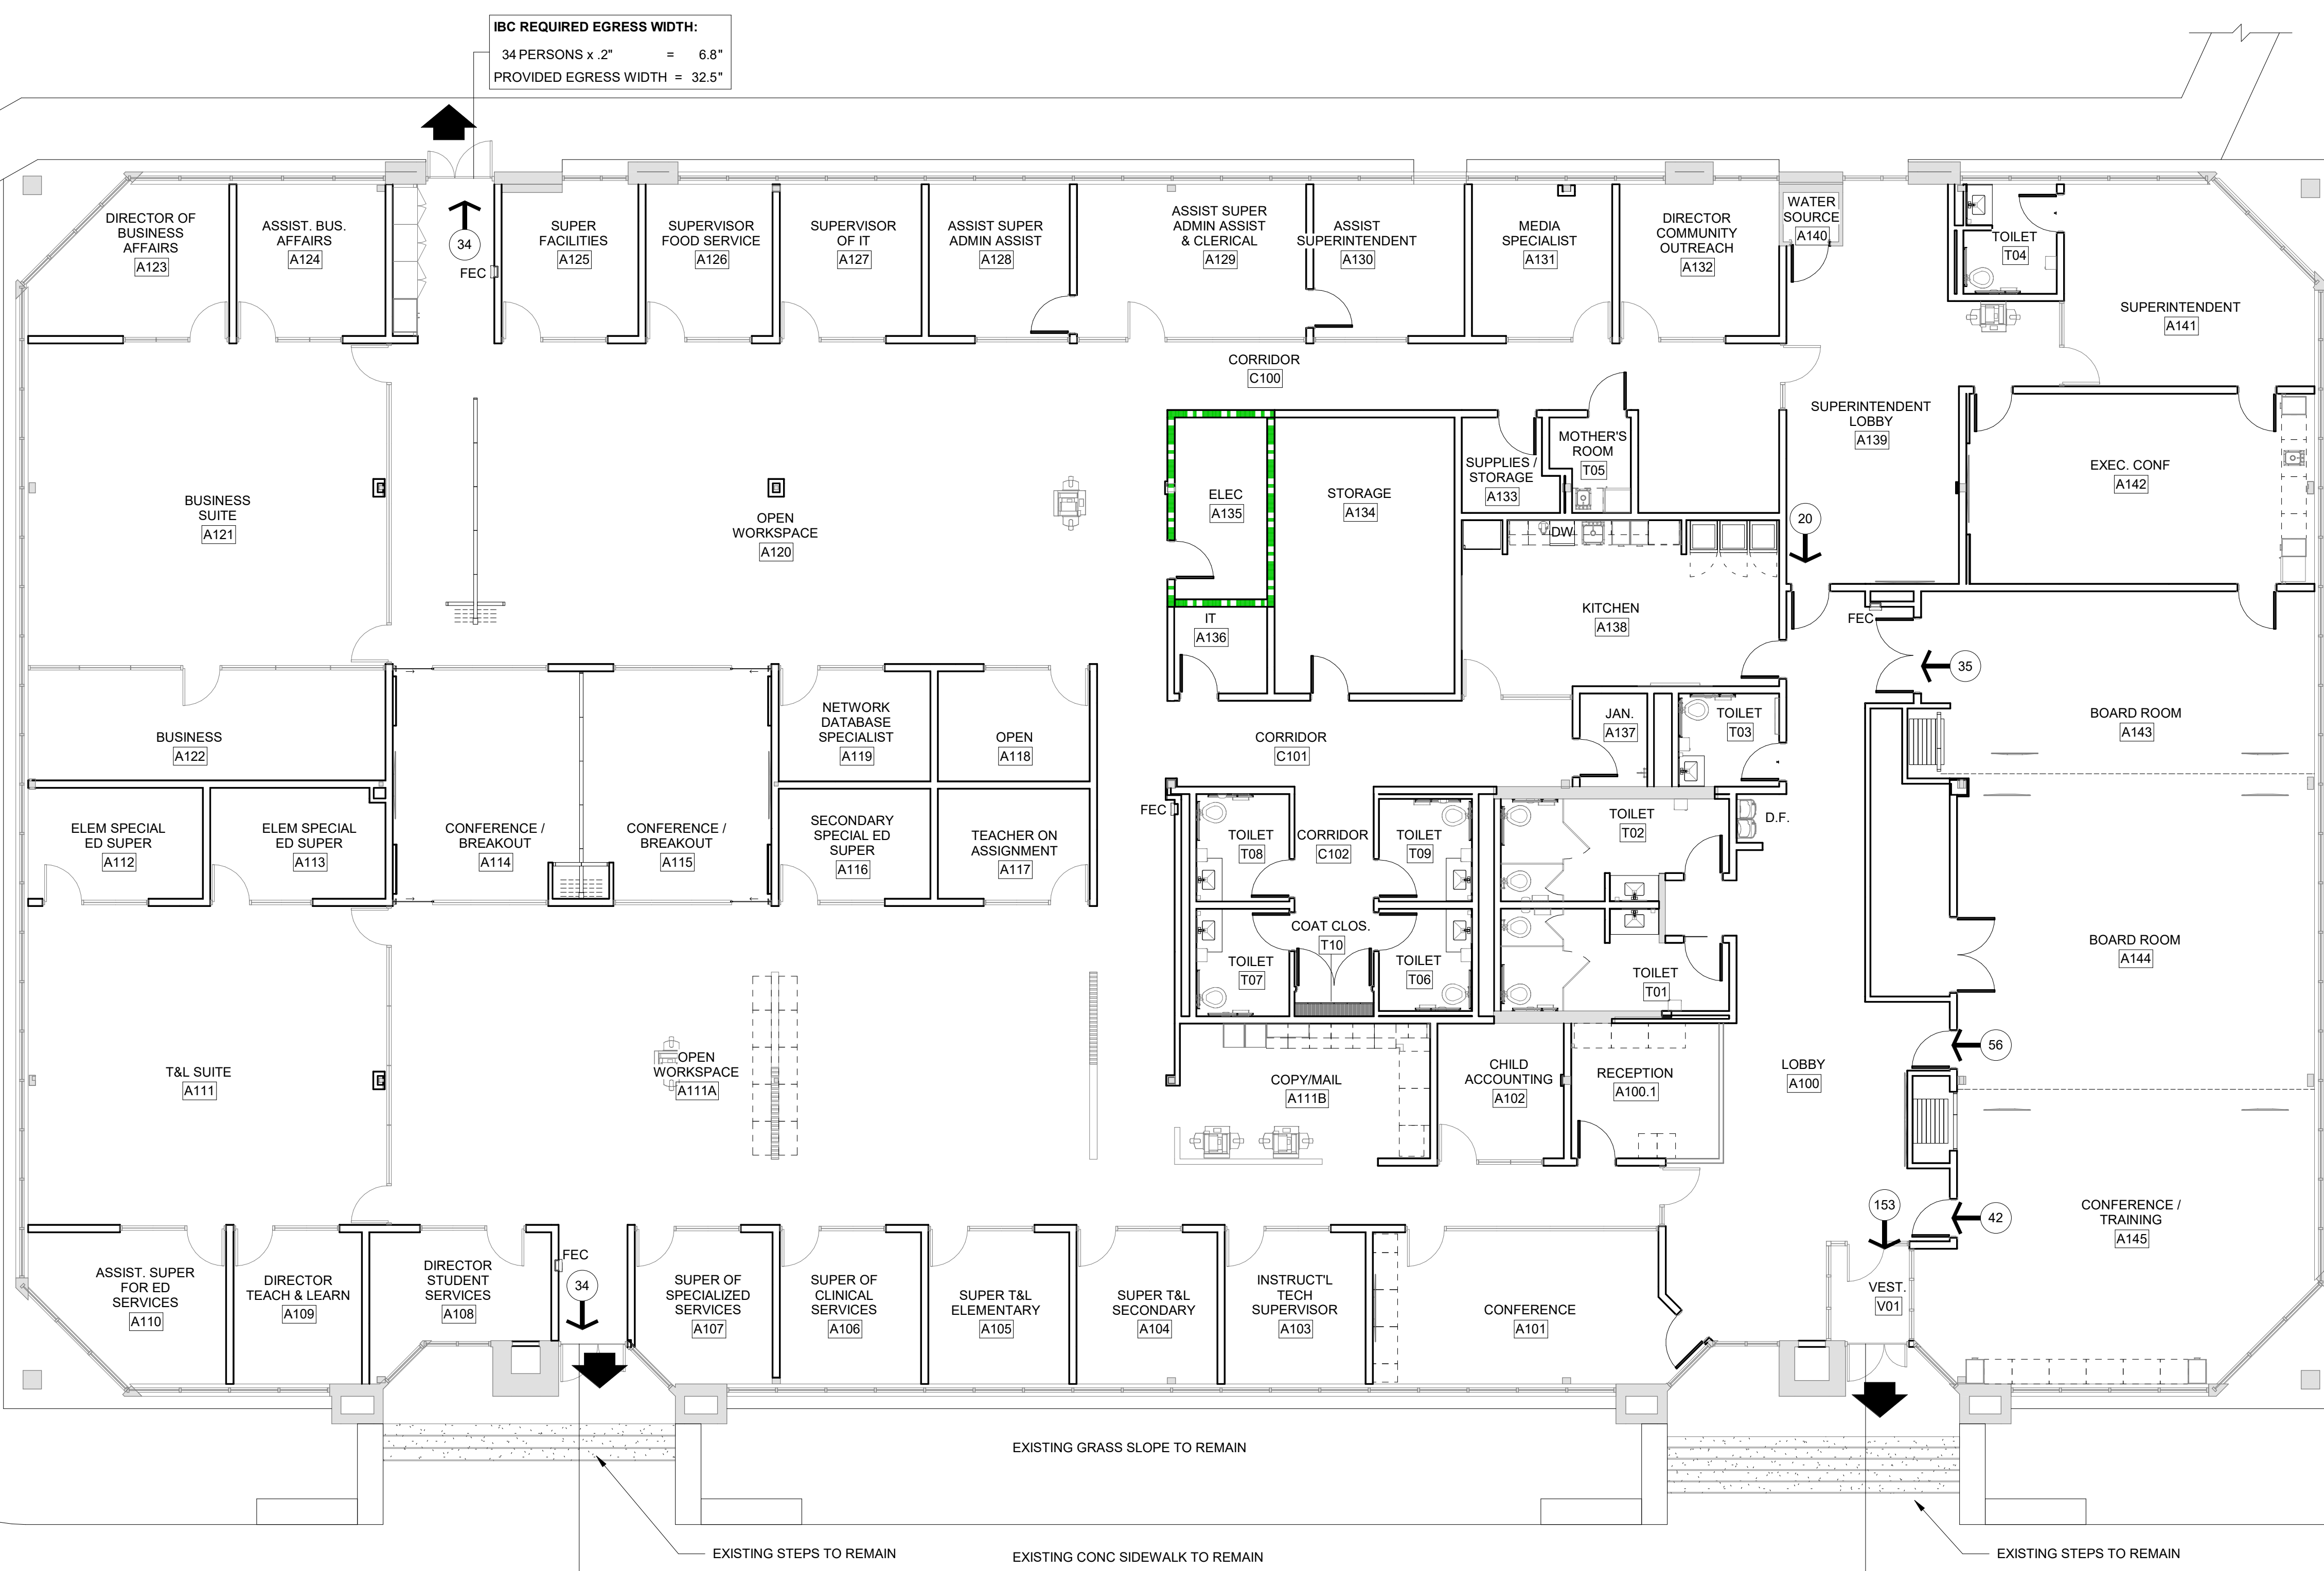 IBC REQUIRED EGRESS WIDTH:
34 PERSONS x .2" = 6.8"
PROVIDED EGRESS WIDTH = 32.5"
DIRECTOR OF
BUSINESS
AFFAIRS
A123
ASSIST. BUS.
AFFAIRS
A124
34
FEC
SUPER
FACILITIES
A125
SUPERVISOR
FOOD SERVICE
A126
SUPERVISOR
OF IT
A127
ASSIST SUPER
ADMIN ASSIST
A128
ASSIST SUPER
ADMIN ASSIST
& CLERICAL
A129
ASSIST
SUPERINTENDENT
A130
MEDIA
SPECIALIST
A131
DIRECTOR
COMMUNITY
OUTREACH
A132
WATER
SOURCE
A140
TOILET
T04
SUPERINTENDENT
A141
CORRIDOR
C100
SUPERINTENDENT
LOBBY
A139
BUSINESS
SUITE
A121
OPEN
WORKSPACE
A120
ELEC
A135
STORAGE
A134
SUPPLIES /
STORAGE
A133
MOTHER'S
ROOM
T05
EXEC. CONF
A142
DW
20
IT
A136
KITCHEN
A138
FEC
35
BUSINESS
A122
NETWORK
DATABASE
SPECIALIST
A119
OPEN
A118
CORRIDOR
C101
JAN.
A137
TOILET
T03
BOARD ROOM
A143
ELEM SPECIAL
ED SUPER
A112
ELEM SPECIAL
ED SUPER
A113
CONFERENCE /
BREAKOUT
A114
CONFERENCE /
BREAKOUT
A115
SECONDARY
SPECIAL ED
SUPER
A116
TEACHER ON
ASSIGNMENT
A117
FEC
TOILET
T08
CORRIDOR
C102
TOILET
T09
TOILET
T02
D.F.
COAT CLOS.
T10
TOILET
T07
TOILET
T06
TOILET
T01
BOARD ROOM
A144
T&L SUITE
A111
OPEN
WORKSPACE
A111A
COPY/MAIL
A111B
CHILD
ACCOUNTING
A102
RECEPTION
A100.1
LOBBY
A100
56
153
42
CONFERENCE /
TRAINING
A145
ASSIST. SUPER
FOR ED
SERVICES
A110
DIRECTOR
TEACH & LEARN
A109
DIRECTOR
STUDENT
SERVICES
A108
FEC
34
SUPER OF
SPECIALIZED
SERVICES
A107
SUPER OF
CLINICAL
SERVICES
A106
SUPER T&L
ELEMENTARY
A105
SUPER T&L
SECONDARY
A104
INSTRUCT'L
TECH
SUPERVISOR
A103
CONFERENCE
A101
VEST.
V01
EXISTING GRASS SLOPE TO REMAIN
EXISTING STEPS TO REMAIN
EXISTING CONC SIDEWALK TO REMAIN
EXISTING STEPS TO REMAIN